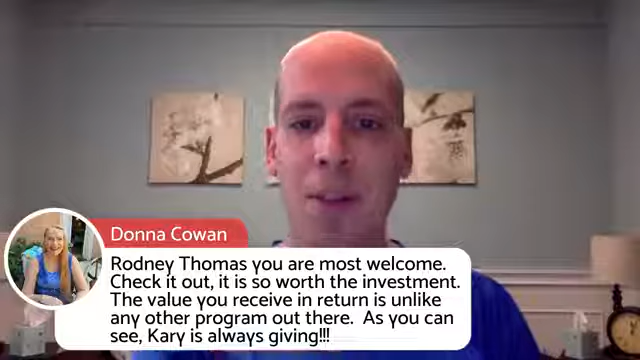 Donna Cowan
Rodney Thomas you are most welcome.
Check it out, it is so worth the investment.
The value you receive in return is unlike
any other program out there.  As you can
see, Kary is always giving!!!